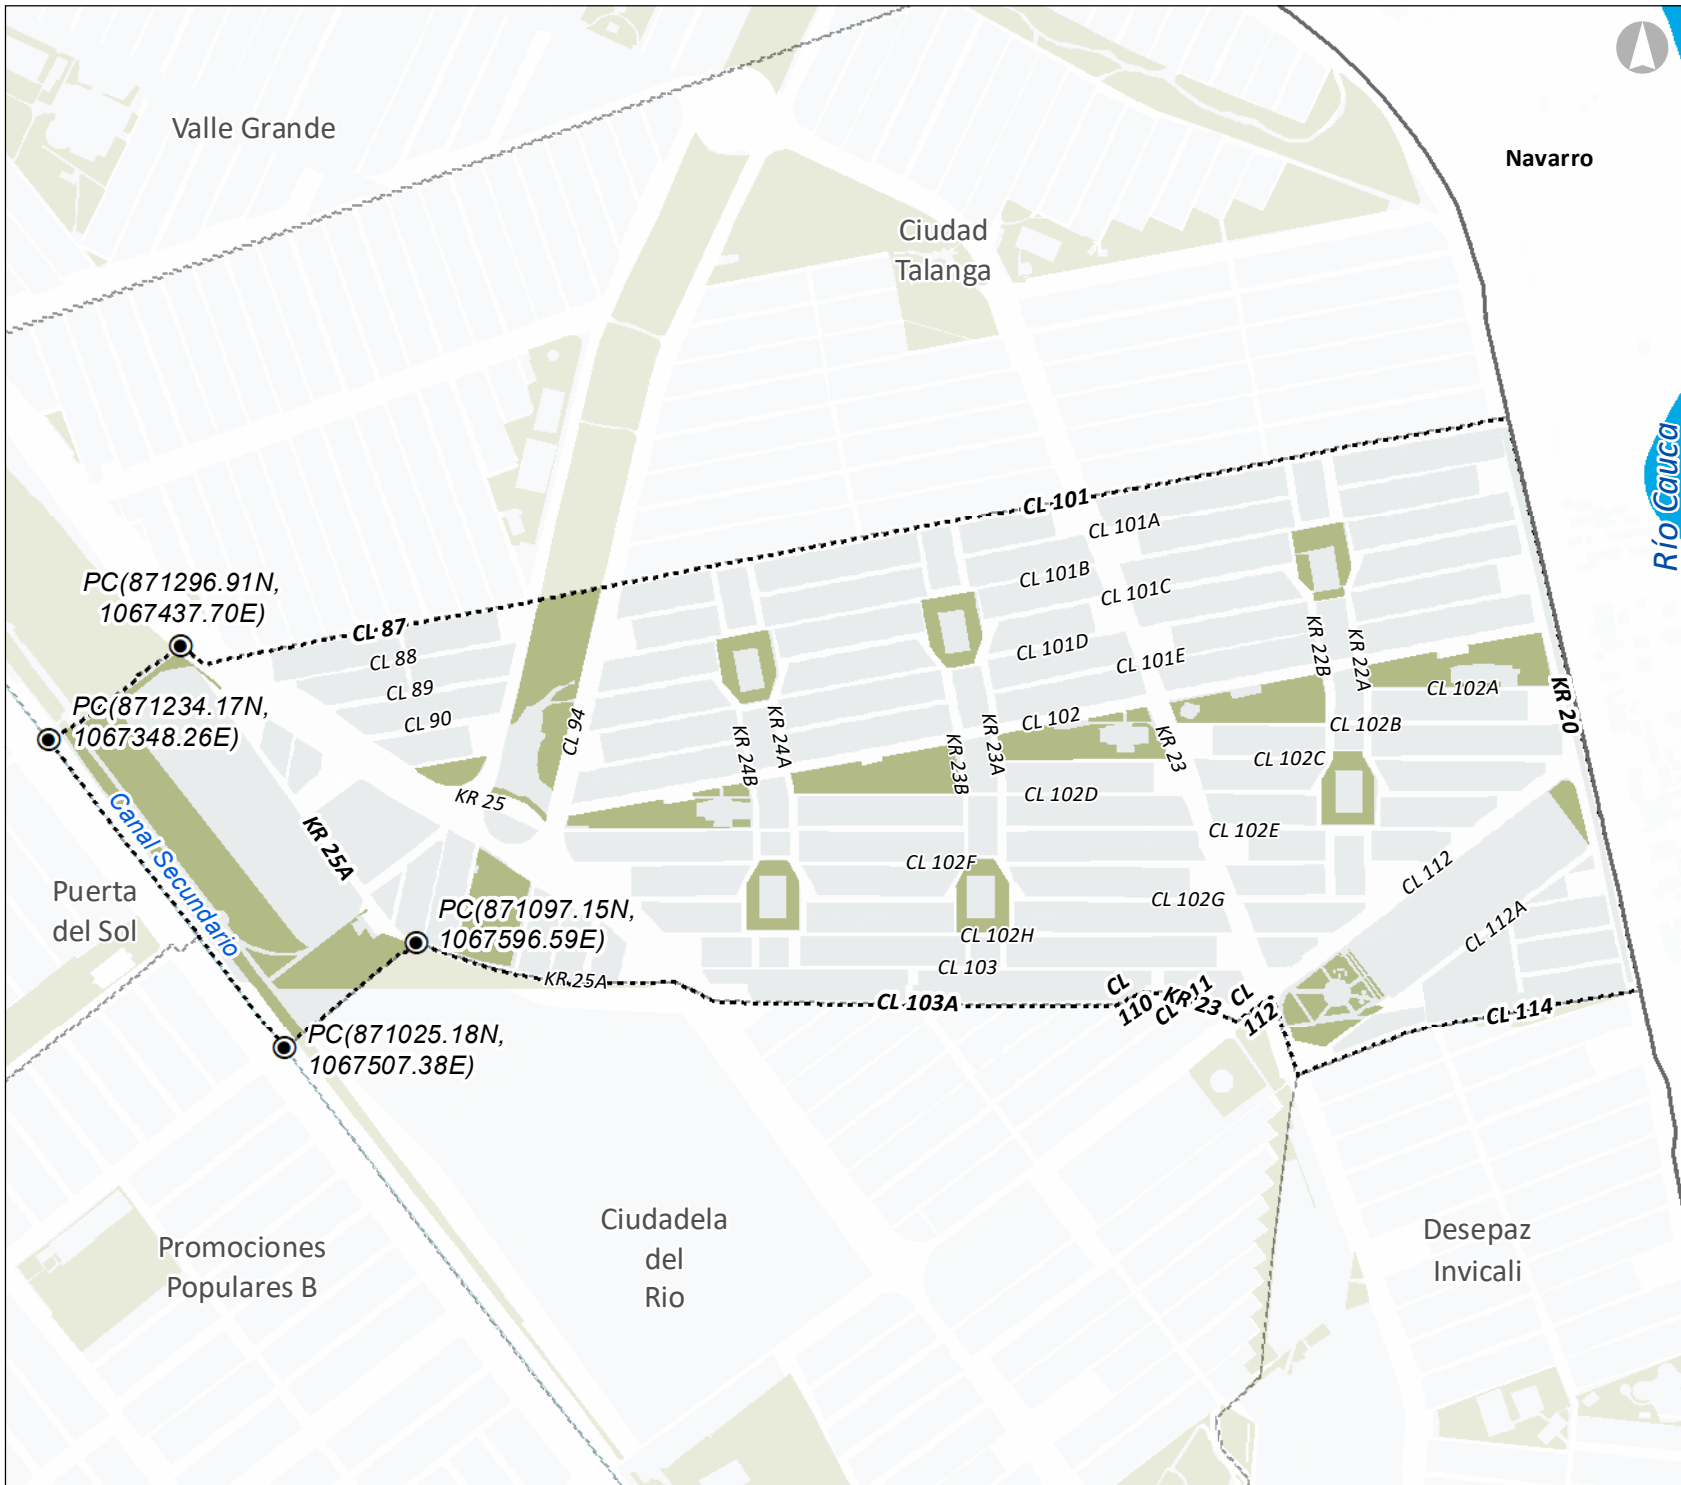 Valle Grande
Navarro
Ciudad
Talanga
Río Cauca
CL 101
CL 101A
CL 101B
CL 101C
PC(871296.91N,
1067437.70E)
CL 87
CL 88
CL 89
CL 90
CL 101D
CL 101E
KR 22B
KR 22A
CL 102A
KR 20
PC(871234.17N,
1067348.26E)
CL 94
CL 102
CL 102B
KR 24A
KR 24B
KR 23A
KR 23B
KR 23
CL 102C
KR 25
CL 102D
CL 102E
Canal Secundario
KR 25A
CL 102F
CL 112
Puerta
del Sol
CL 102G
PC(871097.15N,
1067596.59E)
CL 112A
CL 102H
CL 103
KR 25A
CL 103A
CL
110
CL 111
KR 23
CL
112
CL 114
PC(871025.18N,
1067507.38E)
Ciudadela
del
Rio
Promociones
Populares B
Desepaz
Invicali